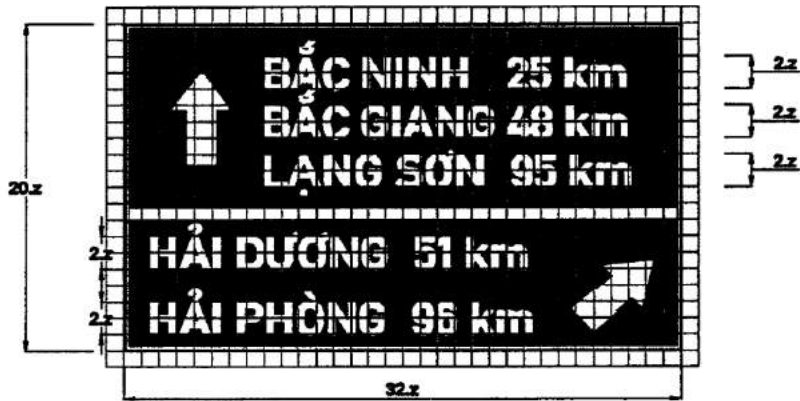 BẮC NINH 25 km
BẮC GIANG 48 km
LẠNG SƠN 95 km
HẢI DƯƠNG 51 km
HẢI PHÒNG 96 km
20.z
2.z
2.z
2.z
2.z
2.z
32.z